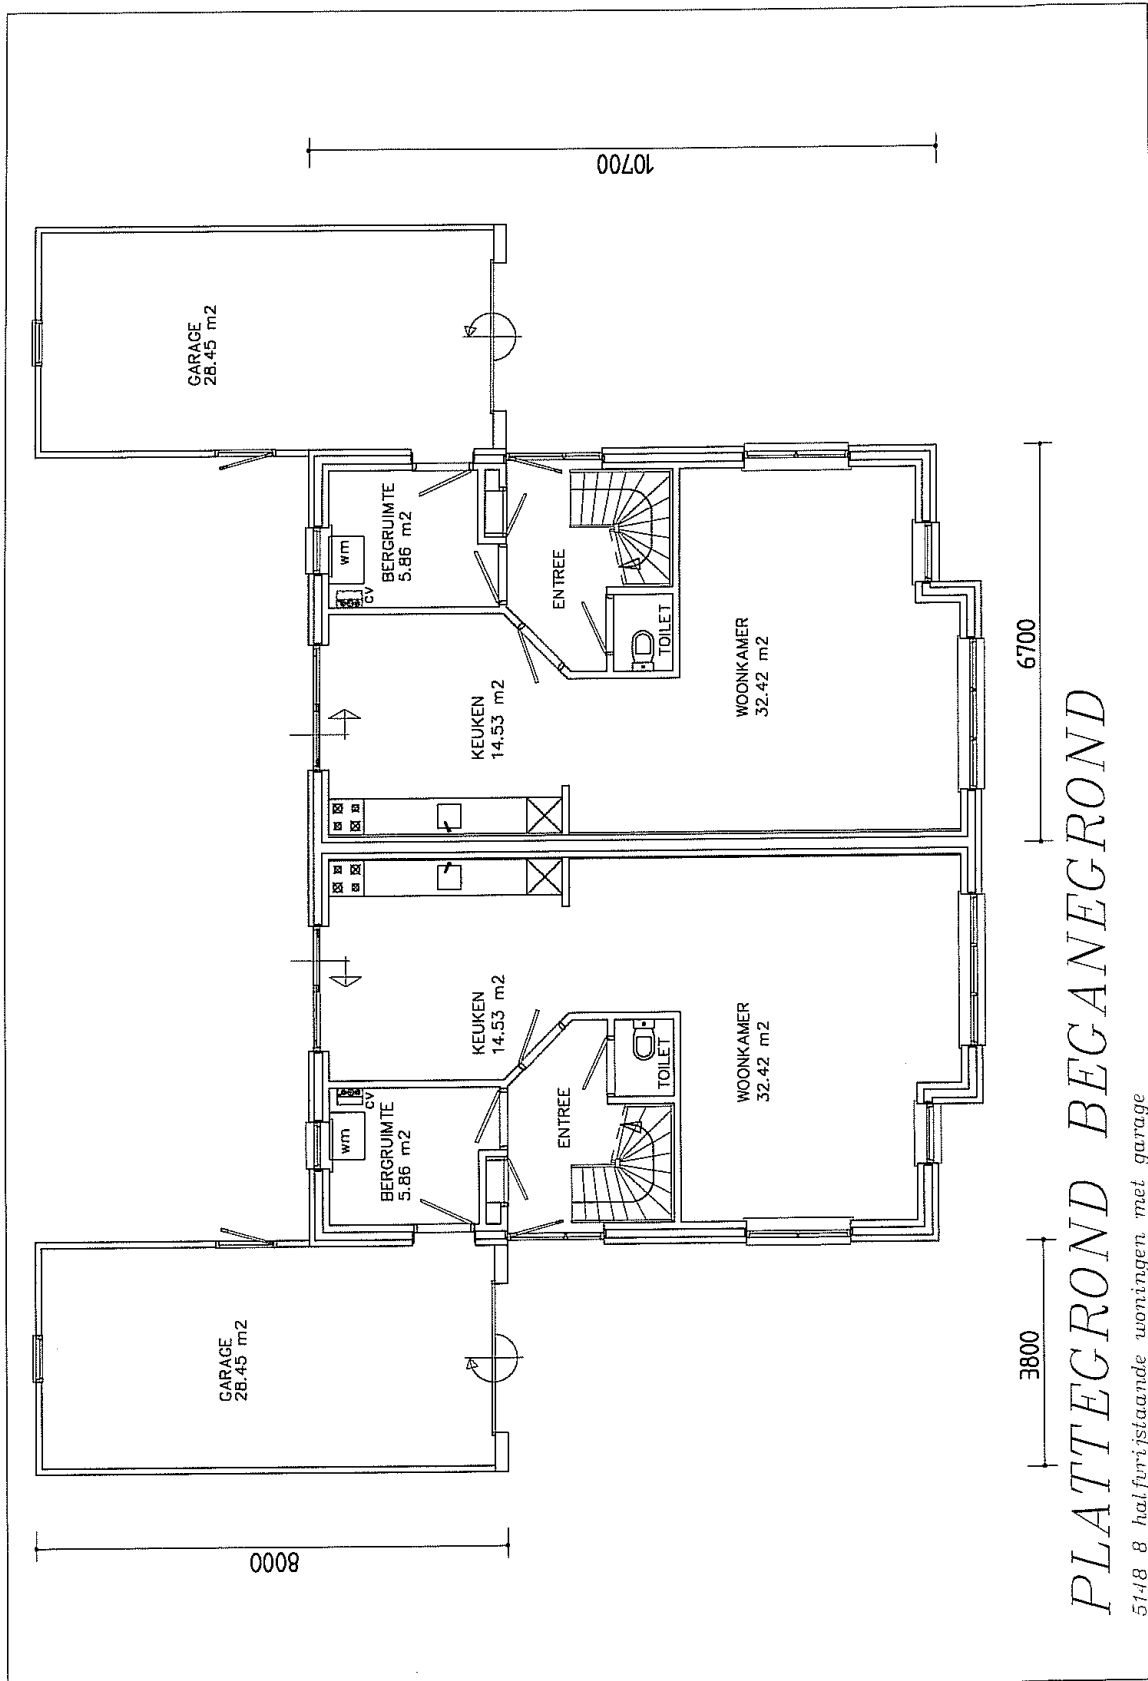 8000
GARAGE
28.45 m2
wm
CV
BERGRUIMTE
5.86 m2
KEUKEN
14.53 m2
ENTREE
TOILET
WOONKAMER
32.42 m2
3800
KEUKEN
14.53 m2
wm
CV
BERGRUIMTE
5.86 m2
ENTREE
TOILET
WOONKAMER
32.42 m2
GARAGE
28.45 m2
10700
6700
PLATTEGROND BEGANEGROND
5148 8 halfvrijstaande woningen met garage